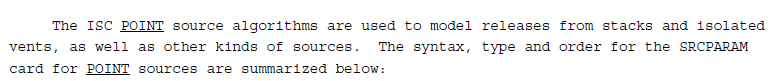 The ISC POINT source algorithms are used to model releases from stacks and isolated
vents, as well as other kinds of sources.  The syntax, type and order for the SRCPARAM
card for POINT sources are summarized below: